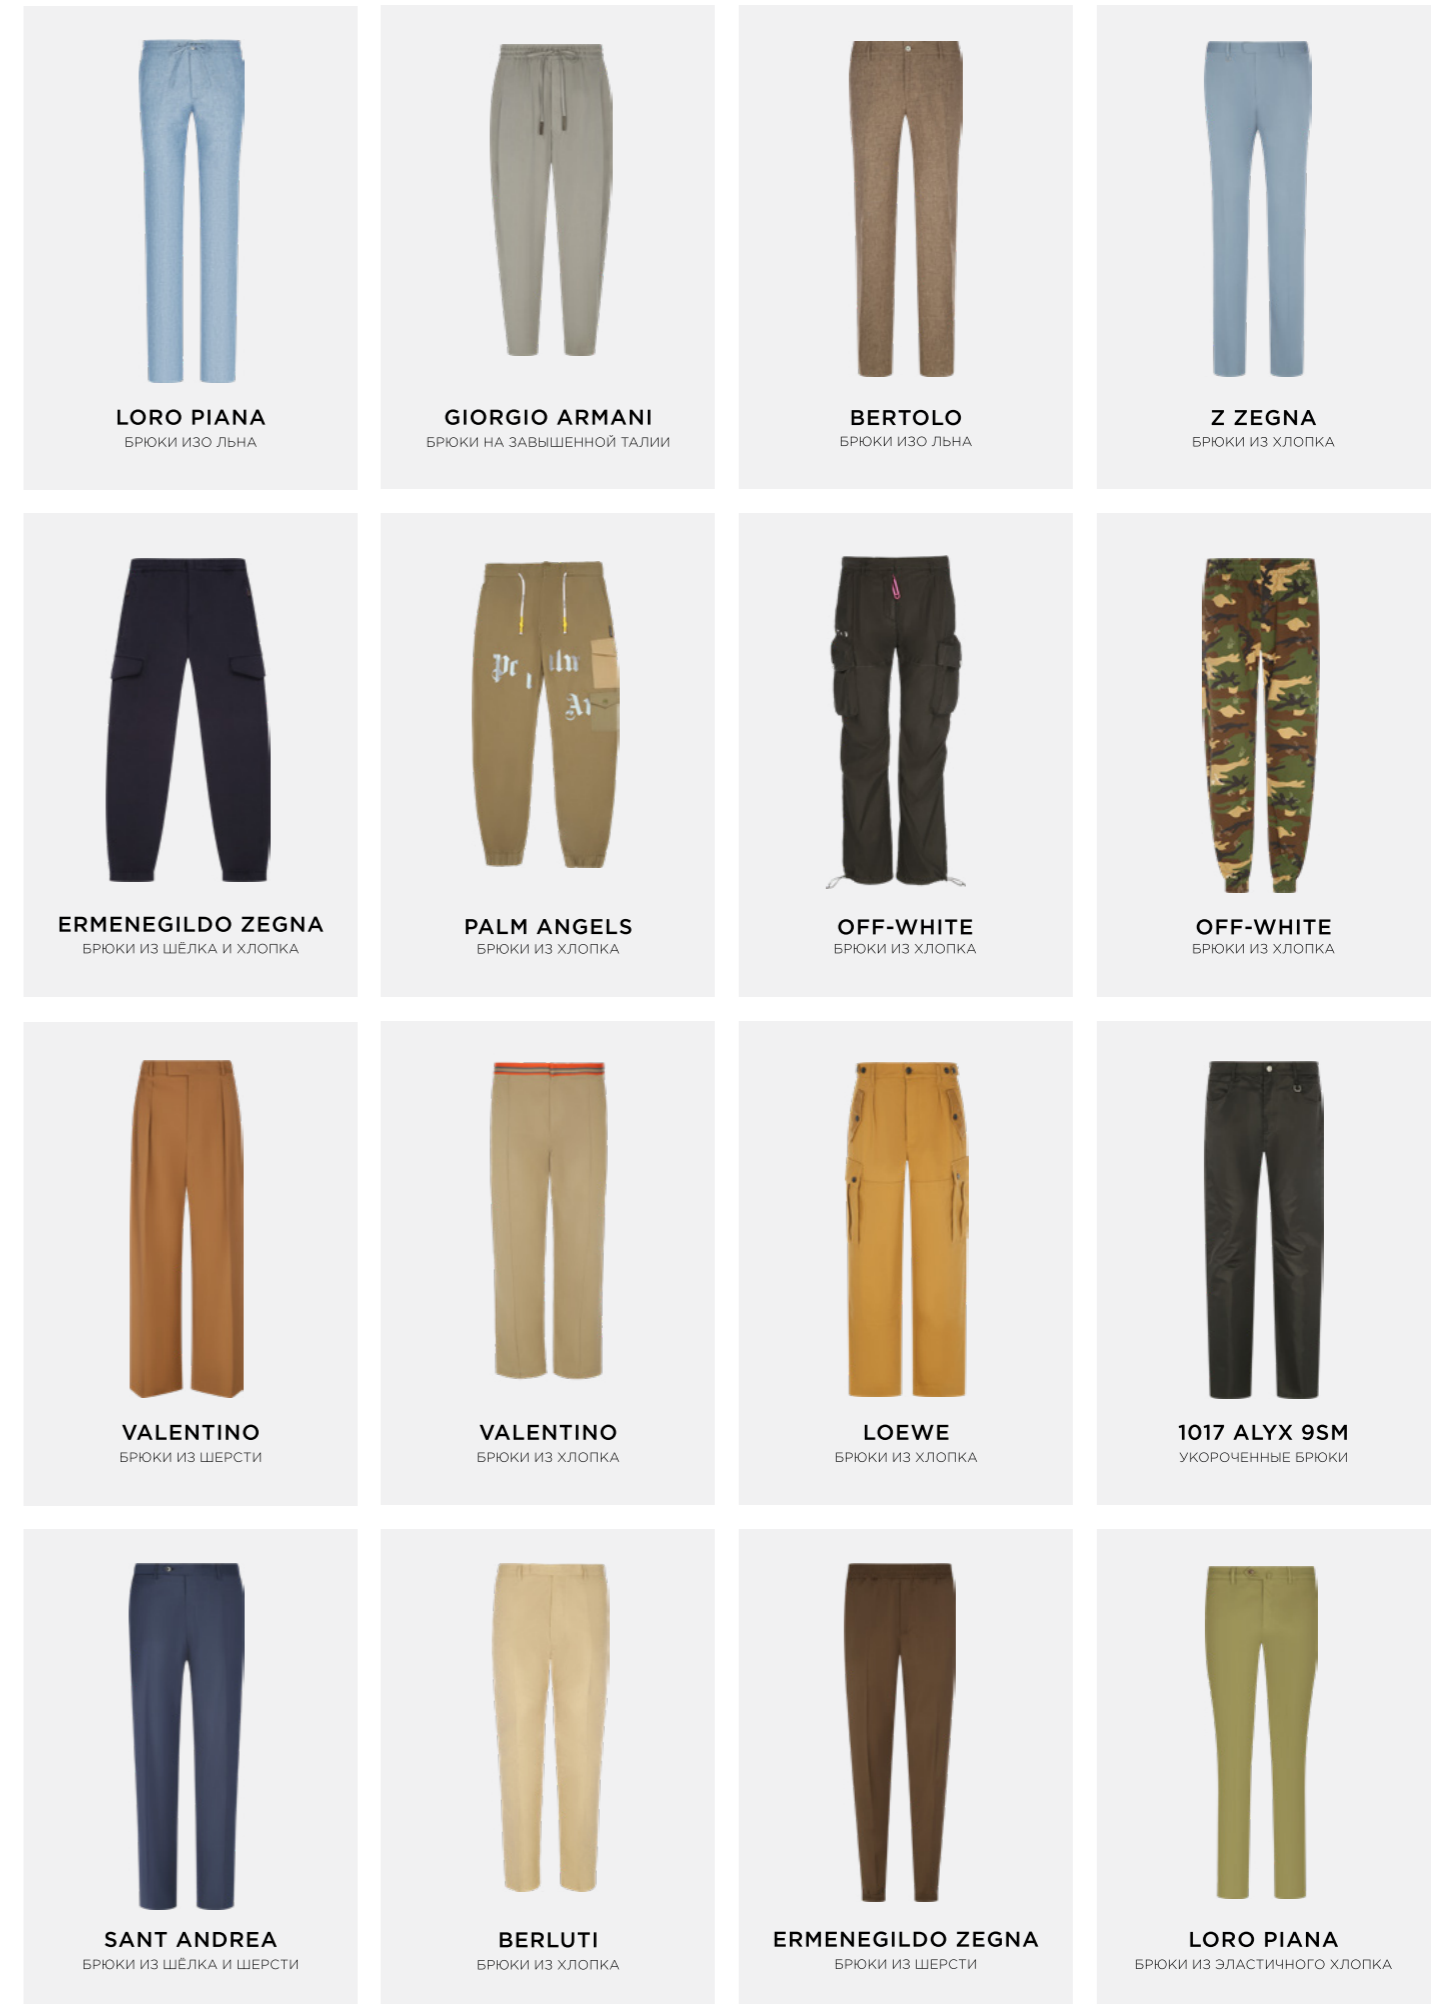 LORO PIANA
БРЮКИ ИЗО ЛЬНА
GIORGIO ARMANI
БРЮКИ НА ЗАВЫШЕННОЙ ТАЛИИ
BERTOLO
БРЮКИ ИЗО ЛЬНА
Z ZEGNA
БРЮКИ ИЗ ХЛОПКА
ERMENEGILDO ZEGNA
БРЮКИ ИЗ ШЁЛКА И ХЛОПКА
PALM ANGELS
БРЮКИ ИЗ ХЛОПКА
OFF-WHITE
БРЮКИ ИЗ ХЛОПКА
OFF-WHITE
БРЮКИ ИЗ ХЛОПКА
VALENTINO
БРЮКИ ИЗ ШЕРСТИ
VALENTINO
БРЮКИ ИЗ ХЛОПКА
LOEWE
БРЮКИ ИЗ ХЛОПКА
1017 ALYX 9SM
УКОРОЧЕННЫЕ БРЮКИ
SANT ANDREA
БРЮКИ ИЗ ШЁЛКА И ШЕРСТИ
BERLUTI
БРЮКИ ИЗ ХЛОПКА
ERMENEGILDO ZEGNA
БРЮКИ ИЗ ШЕРСТИ
LORO PIANA
БРЮКИ ИЗ ЭЛАСТИЧНОГО ХЛОПКА